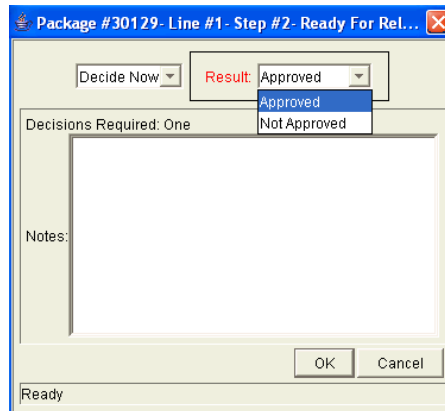 Package #30129- Line #1- Step #2- Ready For Rel...
Decide Now Result: Approved
Approved
Not Approved
Decisions Required: One
Notes:
OK Cancel
Ready